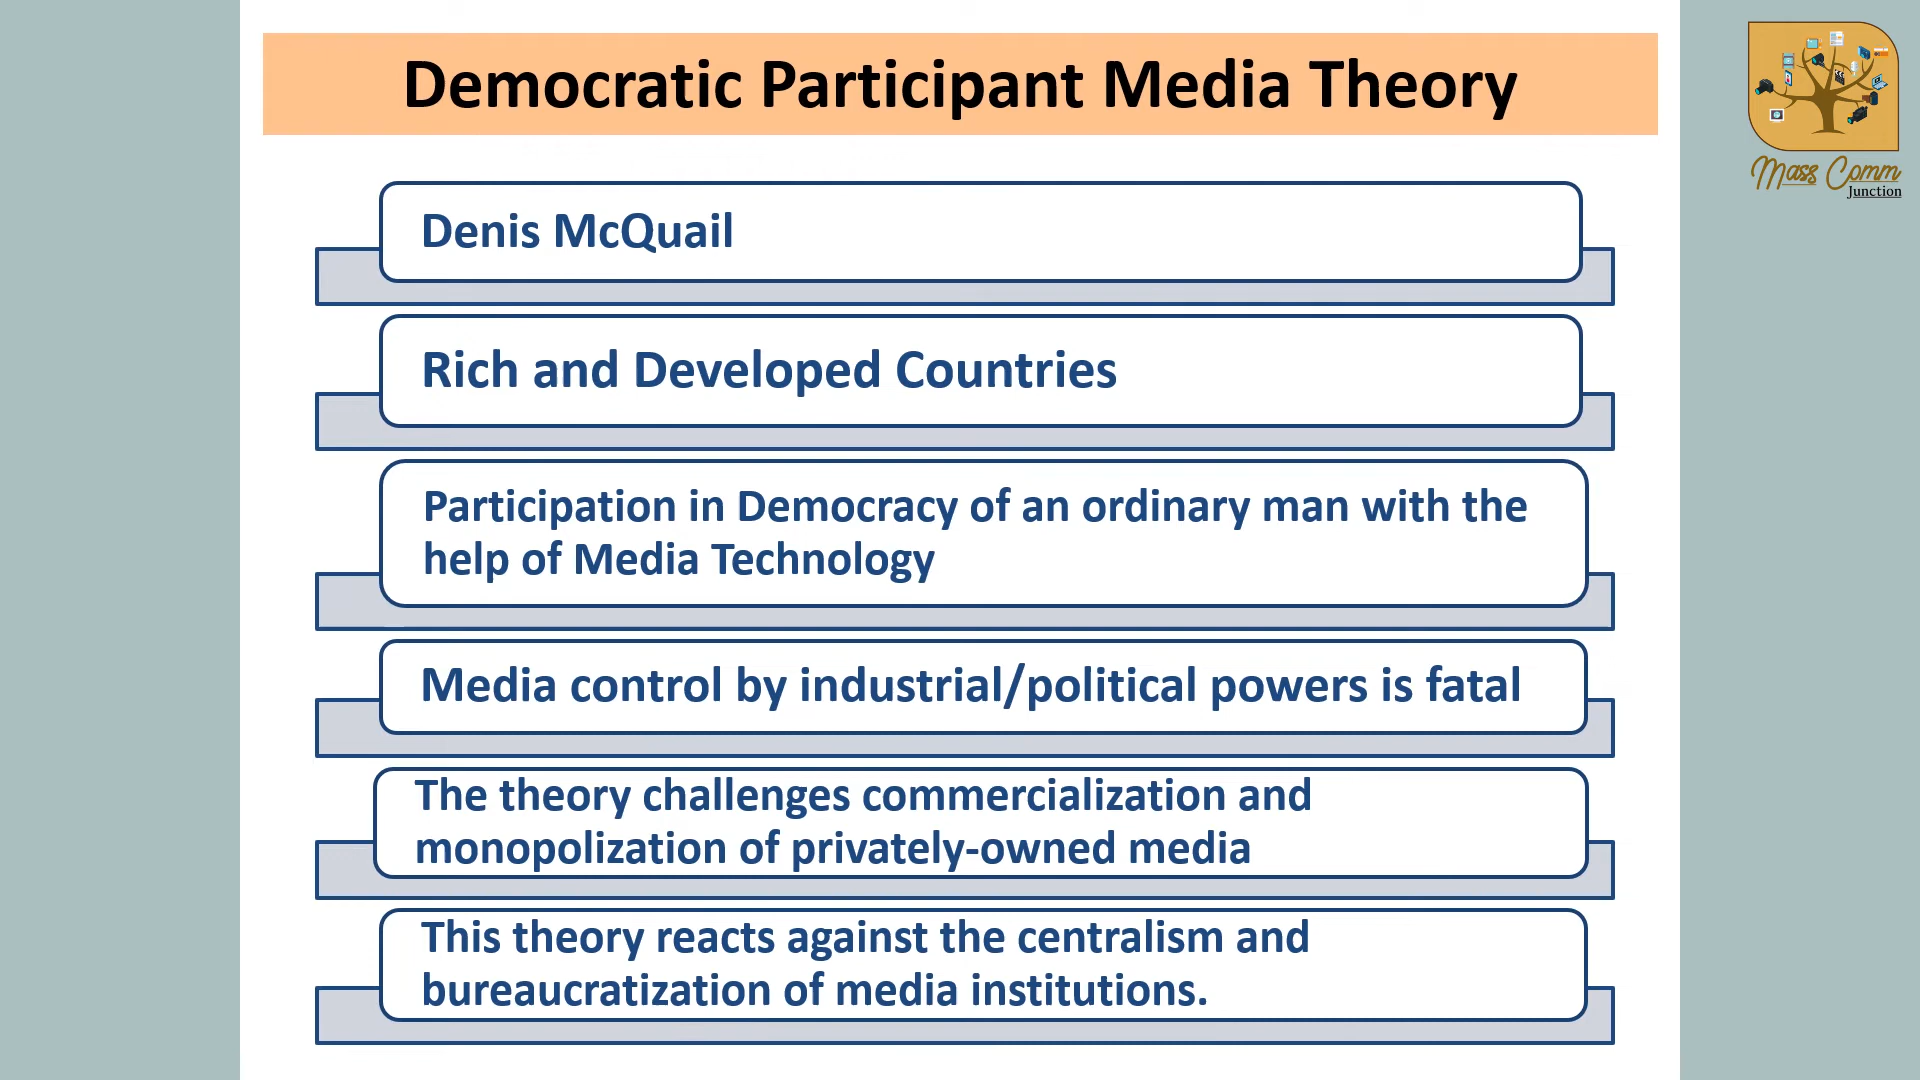 Democratic Participant Media Theory
Mass Comm
Junction
Denis McQuail
Rich and Developed Countries
Participation in Democracy of an ordinary man with the
help of Media Technology
Media control by industrial/political powers is fatal
The theory challenges commercialization and
monopolization of privately-owned media
This theory reacts against the centralism and
bureaucratization of media institutions.